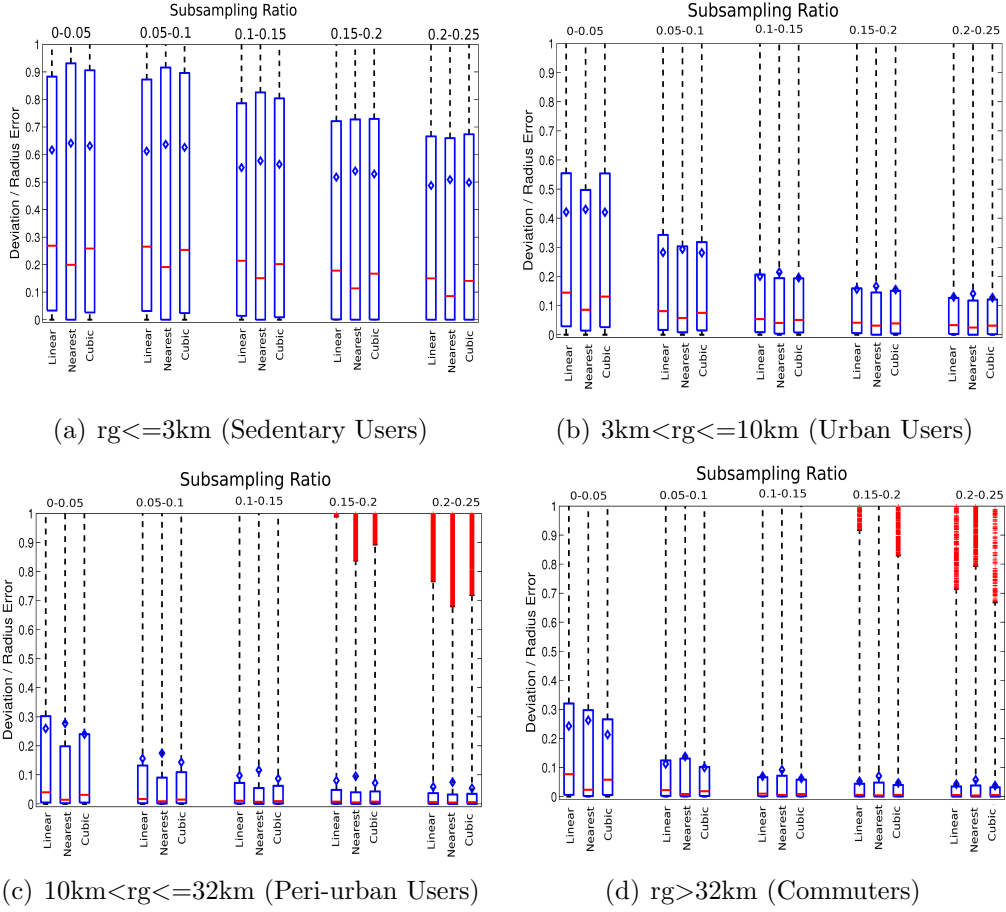 Subsampling Ratio
0-0.05 0.05-0.1 0.1-0.15 0.15-0.2 0.2-0.25
Deviation / Radius Error
1
0.9
0.8
0.7
0.6
0.5
0.4
0.3
0.2
0.1
0
Linear Nearest Cubic Linear Nearest Cubic Linear Nearest Cubic Linear Nearest Cubic Linear Nearest Cubic
(a) rg<=3km (Sedentary Users)
Subsampling Ratio
0-0.05 0.05-0.1 0.1-0.15 0.15-0.2 0.2-0.25
Deviation / Radius Error
1
0.9
0.8
0.7
0.6
0.5
0.4
0.3
0.2
0.1
0
Linear Nearest Cubic Linear Nearest Cubic Linear Nearest Cubic Linear Nearest Cubic Linear Nearest Cubic
(b) 3km<rg<=10km (Urban Users)
Subsampling Ratio
0-0.05 0.05-0.1 0.1-0.15 0.15-0.2 0.2-0.25
Deviation / Radius Error
1
0.9
0.8
0.7
0.6
0.5
0.4
0.3
0.2
0.1
0
Linear Nearest Cubic Linear Nearest Cubic Linear Nearest Cubic Linear Nearest Cubic Linear Nearest Cubic
(c) 10km<rg<=32km (Peri-urban Users)
Subsampling Ratio
0-0.05 0.05-0.1 0.1-0.15 0.15-0.2 0.2-0.25
Deviation / Radius Error
1
0.9
0.8
0.7
0.6
0.5
0.4
0.3
0.2
0.1
0
Linear Nearest Cubic Linear Nearest Cubic Linear Nearest Cubic Linear Nearest Cubic Linear Nearest Cubic
(d) rg>32km (Commuters)